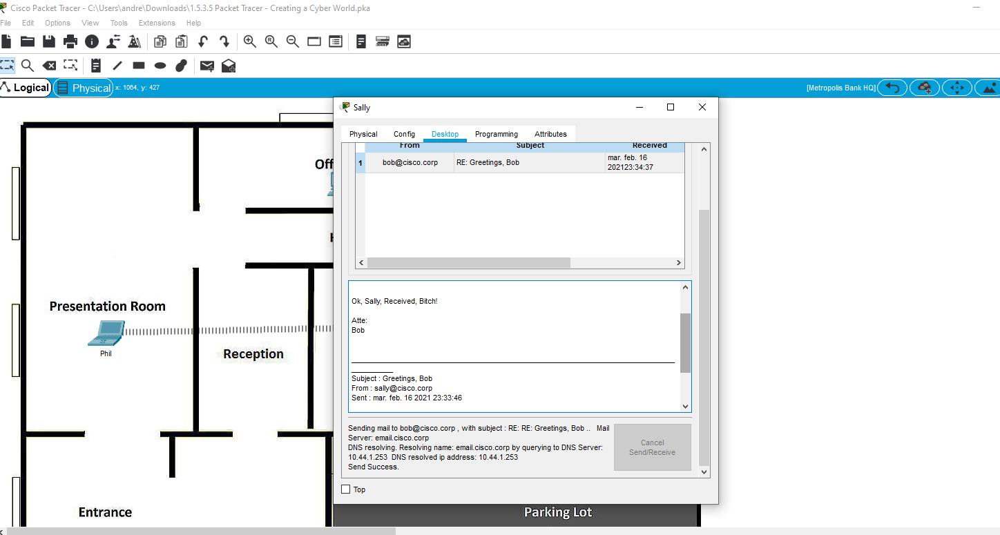 Cisco Packet Tracer - C:\Users\andre\Downloads\1.5.3.5 Packet Tracer - Creating a Cyber World.pka
File Edit Options View Tools Extensions Help
Logical Physical x: 1064, y: 427 [Metropolis Bank HQ]
Sally
Physical Config Desktop Programming Attributes
From Subject Received
1 bob@cisco.corp RE: Greetings, Bob mar. feb. 16
202123:34:37
Ok, Sally, Received, Bitch!
Atte:
Bob
Subject : Greetings, Bob
From : sally@cisco.corp
Sent : mar. feb. 16 2021 23:33:46
Sending mail to bob@cisco.corp , with subject : RE: RE: Greetings, Bob .. Mail
Server: email.cisco.corp
DNS resolving. Resolving name: email.cisco.corp by querying to DNS Server:
10.44.1.253 DNS resolved ip address: 10.44.1.253
Send Success.
Cancel
Send/Receive
Top
Off
Presentation Room
Phil
Reception
Entrance
Parking Lot